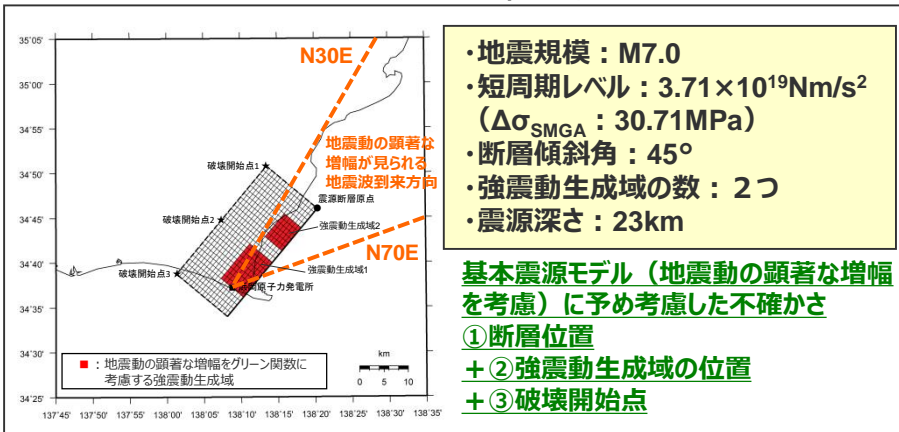 35°05'
35°00'
34°55'
34°50'
34°45'
34°40'
34°35'
34°30'
34°25'
137°45' 137°50' 137°55' 138°00' 138°05' 138°10' 138°15' 138°20' 138°25' 138°30' 138°35'
N30E
地震動の顕著な
増幅が見られる
地震波到来方向
破壊開始点1
震源断層原点
破壊開始点2
強震動生成域2
N70E
破壊開始点3
強震動生成域1
原子力発電所
■:地震動の顕著な増幅をグリーン関数に
考慮する強震動生成域
km
0 5 10
・地震規模:M7.0
・短周期レベル:3.71×10¹⁹Nm/s²
(ΔσSMGA:30.71MPa)
・断層傾斜角:45°
・強震動生成域の数:2つ
・震源深さ:23km
基本震源モデル(地震動の顕著な増幅
を考慮)に予め考慮した不確かさ
①断層位置
+②強震動生成域の位置
+③破壊開始点